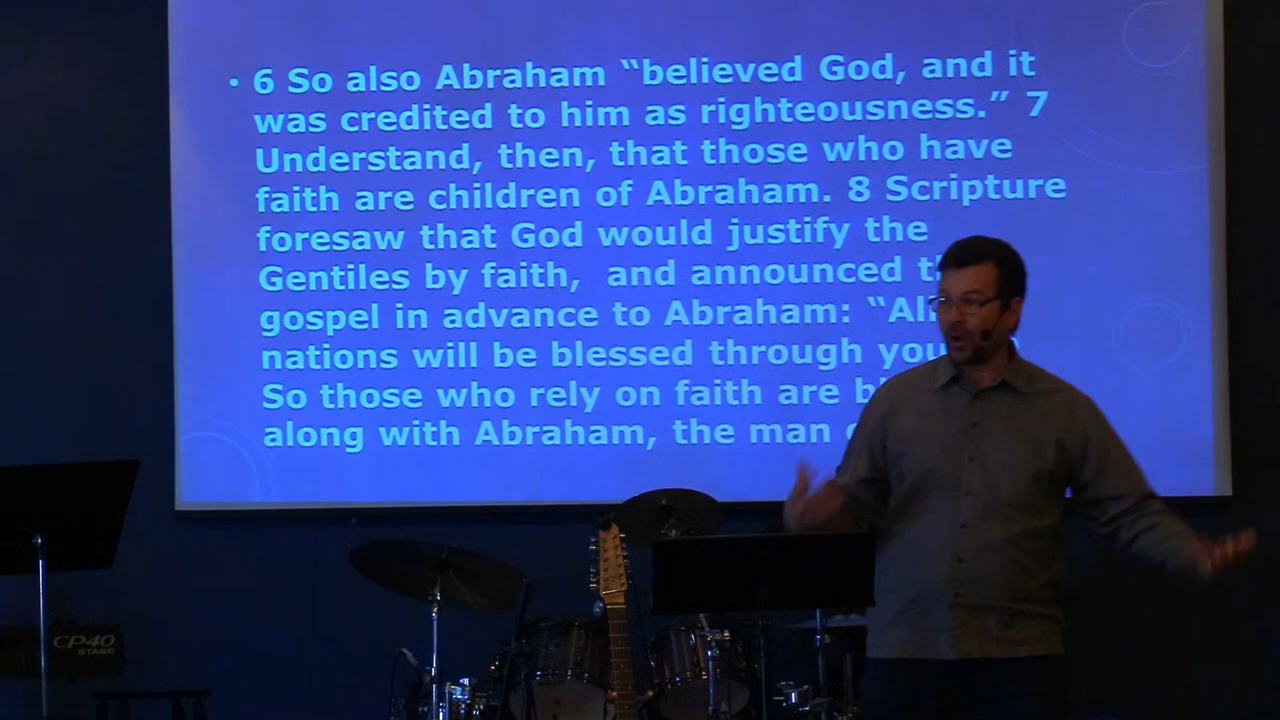 • 6 So also Abraham “believed God, and it
was credited to him as righteousness.” 7
Understand, then, that those who have
faith are children of Abraham. 8 Scripture
foresaw that God would justify the
Gentiles by faith,  and announced
gospel in advance to Abraham: “All
nations will be blessed through you
So those who rely on faith are
along with Abraham, the man
CP40
STAGE